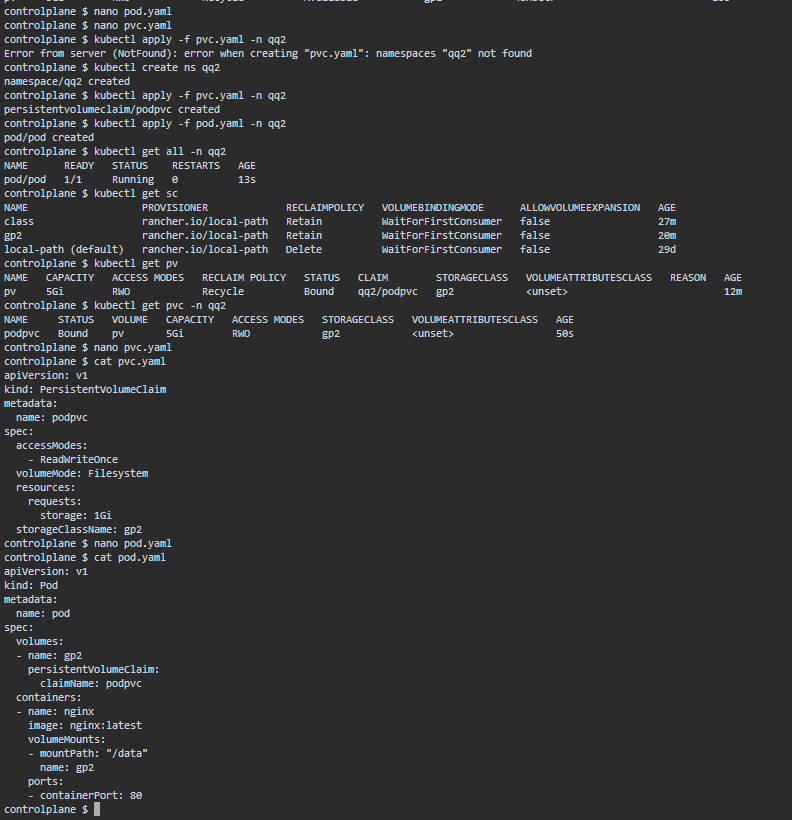 controlplane $ nano pod.yaml
controlplane $ nano pvc.yaml
controlplane $ kubectl apply -f pvc.yaml -n qq2
Error from server (NotFound): error when creating "pvc.yaml": namespaces "qq2" not found
controlplane $ kubectl create ns qq2
namespace/qq2 created
controlplane $ kubectl apply -f pvc.yaml -n qq2
persistentvolumeclaim/podpvc created
controlplane $ kubectl apply -f pod.yaml -n qq2
pod/pod created
controlplane $ kubectl get all -n qq2
NAME      READY   STATUS    RESTARTS   AGE
pod/pod   1/1     Running   0          13s
controlplane $ kubectl get sc
NAME                   PROVISIONER             RECLAIMPOLICY   VOLUMEBINDINGMODE      ALLOWVOLUMEEXPANSION   AGE
class                  rancher.io/local-path   Retain          WaitForFirstConsumer   false                  27m
gp2                    rancher.io/local-path   Retain          WaitForFirstConsumer   false                  20m
local-path (default)   rancher.io/local-path   Delete          WaitForFirstConsumer   false                  29d
controlplane $ kubectl get pv
NAME   CAPACITY   ACCESS MODES   RECLAIM POLICY   STATUS   CLAIM        STORAGECLASS   VOLUMEATTRIBUTESCLASS   REASON   AGE
pv     5Gi        RWO            Recycle          Bound    qq2/podpvc   gp2            <unset>                          12m
controlplane $ kubectl get pvc -n qq2
NAME     STATUS   VOLUME   CAPACITY   ACCESS MODES   STORAGECLASS   VOLUMEATTRIBUTESCLASS   AGE
podpvc   Bound    pv       5Gi        RWO            gp2            <unset>                 50s
controlplane $ nano pvc.yaml
controlplane $ cat pvc.yaml
apiVersion: v1
kind: PersistentVolumeClaim
metadata:
  name: podpvc
spec:
  accessModes:
    - ReadWriteOnce
  volumeMode: Filesystem
  resources:
    requests:
      storage: 1Gi
  storageClassName: gp2
controlplane $ nano pod.yaml
controlplane $ cat pod.yaml
apiVersion: v1
kind: Pod
metadata:
  name: pod
spec:
  volumes:
  - name: gp2
    persistentVolumeClaim:
      claimName: podpvc
  containers:
  - name: nginx
    image: nginx:latest
    volumeMounts:
    - mountPath: "/data"
      name: gp2
    ports:
    - containerPort: 80
controlplane $